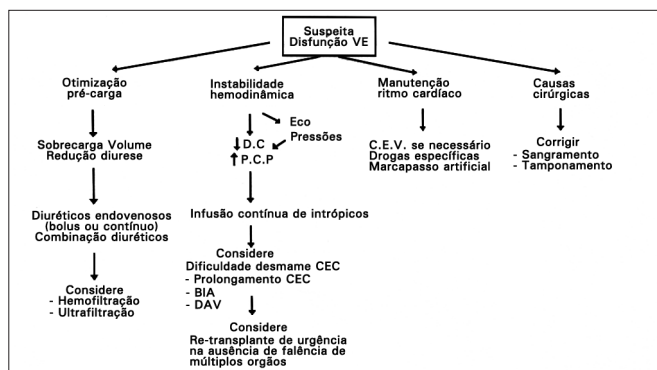 Suspeita
Disfunção VE
Otimização
pré-carga
Sobrecarga Volume
Redução diurese
Diuréticos endovenosos
(bolus ou contínuo)
Combinação diuréticos
Considere
- Hemofiltração
- Ultrafiltração
Instabilidade
hemodinâmica
Eco
Pressões
D.C
P.C.P
Infusão contínua de intrópicos
Considere
Dificuldade desmame CEC
- Prolongamento CEC
- BIA
- DAV
Considere
Re-transplante de urgência
na ausência de falência de
múltiplos orgãos
Manutenção
ritmo cardíaco
C.E.V. se necessário
Drogas específicas
Marcapasso artificial
Causas
cirúrgicas
Corrigir
- Sangramento
- Tamponamento